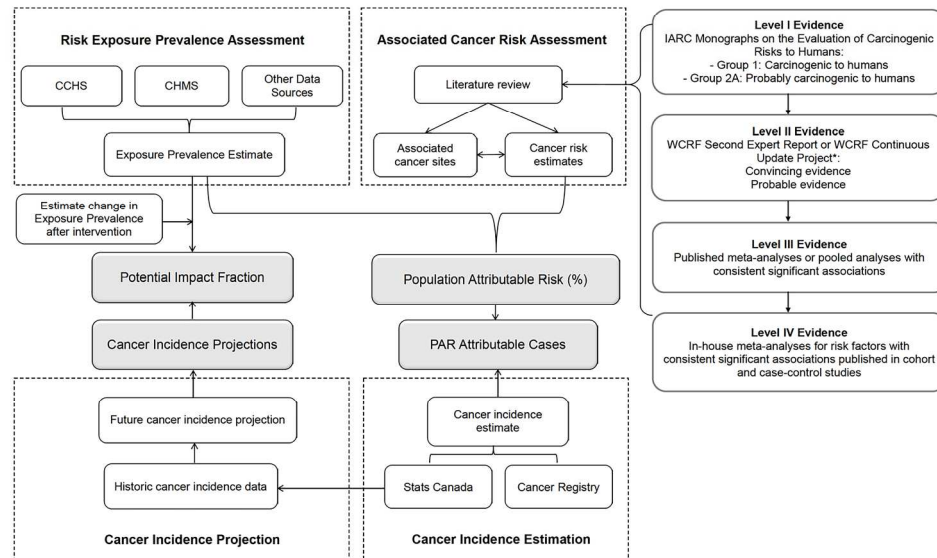 Risk Exposure Prevalence Assessment
CCHS
CHMS
Other Data
Sources
Exposure Prevalence Estimate
Associated Cancer Risk Assessment
Literature review
Associated
cancer sites
Cancer risk
estimates
Level I Evidence
IARC Monographs on the Evaluation of Carcinogenic
Risks to Humans:
- Group 1: Carcinogenic to humans
- Group 2A: Probably carcinogenic to humans
Level II Evidence
WCRF Second Expert Report or WCRF Continuous
Update Project*:
Convincing evidence
Probable evidence
Level III Evidence
Published meta-analyses or pooled analyses with
consistent significant associations
Level IV Evidence
In-house meta-analyses for risk factors with
consistent significant associations published in cohort
and case-control studies
Estimate change in
Exposure Prevalence
after intervention
Potential Impact Fraction
Population Attributable Risk (%)
Cancer Incidence Projections
PAR Attributable Cases
Future cancer incidence projection
Historic cancer incidence data
Cancer Incidence Projection
Cancer incidence
estimate
Stats Canada
Cancer Registry
Cancer Incidence Estimation